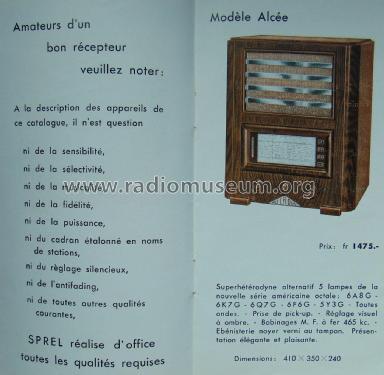 Amateurs d'un
bon récepteur
veuillez noter:
A la description des appareils de
ce catalogue, il n'est question
ni de la sensibilité,
ni de la sélectivité,
ni de la musicalité,
ni de la fidélité,
ni de la puissance,
ni du cadran étalonné en noms
de stations,
ni du réglage silencieux,
ni de l'antifading,
ni de toutes autres qualités
courantes,
SPREL réalise d'office
toutes les qualités requises
Modèle Alcée
www.radiomuseum.org
Prix: fr 1475.-
Superhétérodyne alternatif 5 lampes de la
nouvelle série américaine octale: 6A8G -
6K7G - 6Q7G - 6F6G - 5Y3G - Toutes
ondes. - Prise de pick-up. - Réglage visuel
à ombre. - Bobinages M. F. à fer 465 kc. -
Ebénisterie noyer verni au tampon. Présen-
tation élégante et plaisante.
Dimensions: 410×350×240